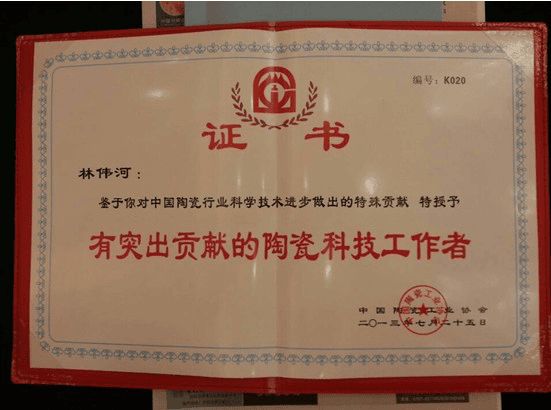 编号：K020
证书
林伟河：
鉴于你对中国陶瓷行业科学技术进步做出的特殊贡献 特授予
有突出贡献的陶瓷科技工作者
中国陶瓷工业协会
二〇一三年七月二十五日